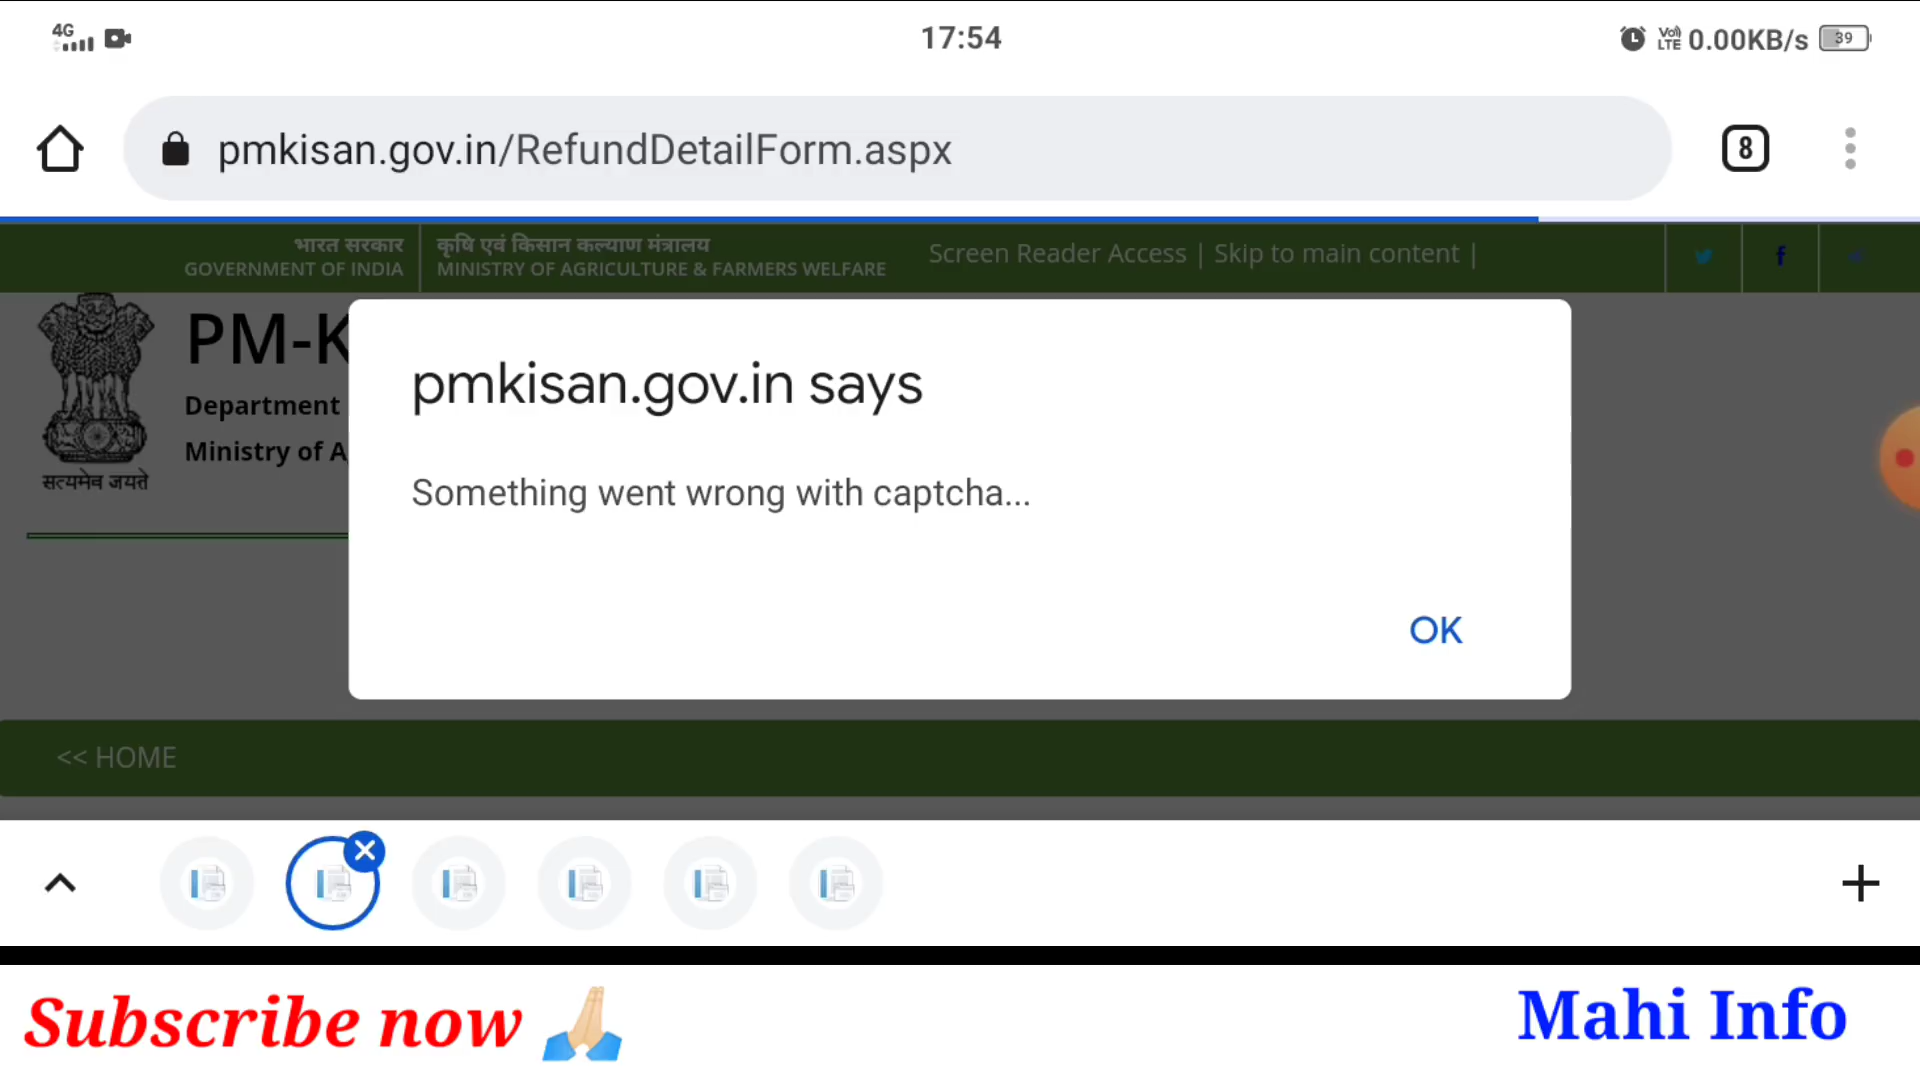 4G
17:54
Vo)) LTE 0.00KB/s 39
pmkisan.gov.in/RefundDetailForm.aspx
8
भारत सरकार
GOVERNMENT OF INDIA
कृषि एवं किसान कल्याण मंत्रालय
MINISTRY OF AGRICULTURE & FARMERS WELFARE
Screen Reader Access | Skip to main content |
PM-K
Department
Ministry of A
सत्यमेव जयते
pmkisan.gov.in says
Something went wrong with captcha...
OK
<< HOME
Subscribe now
Mahi Info